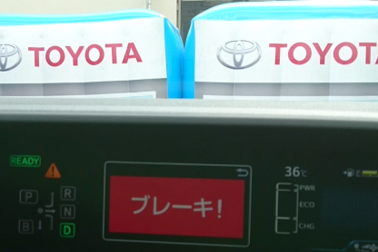 TOYOTA
TOYOTA
READY
36℃
P
R
N
B
D
ブレーキ!
PWR
ECO
CHG